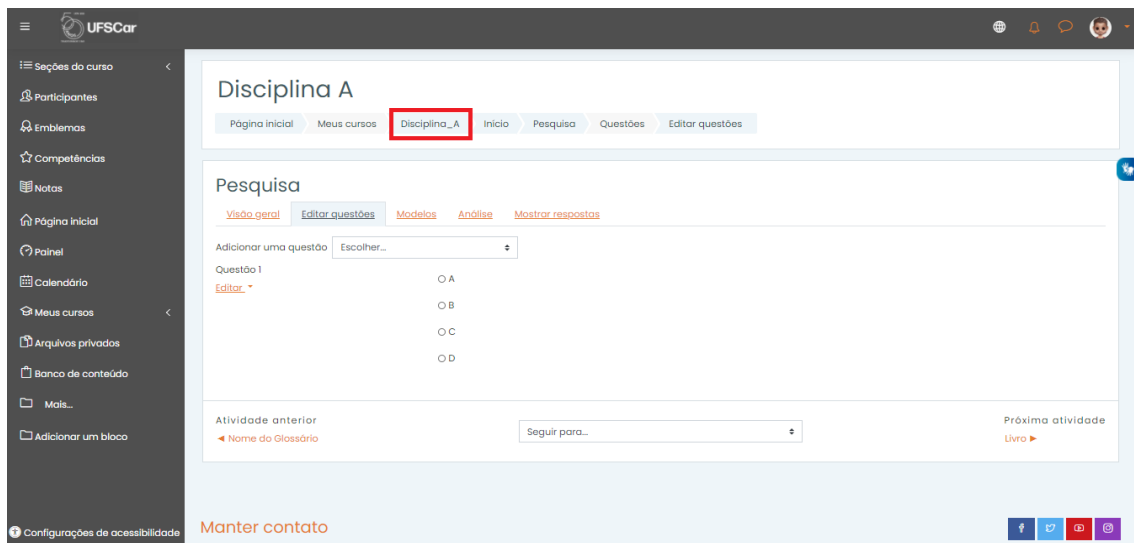 UFSCar
Seções do curso
Participantes
Emblemas
Competências
Notas
Página inicial
Painel
Calendário
Meus cursos
Arquivos privados
Banco de conteúdo
Mais...
Adicionar um bloco
Configurações de acessibilidade
Disciplina A
Página inicial Meus cursos Disciplina_A Início Pesquisa Questões Editar questões
Pesquisa
Visão geral Editar questões Modelos Análise Mostrar respostas
Adicionar uma questão Escolher...
Questão 1
Editar
A
B
C
D
Atividade anterior
◄ Nome do Glossário
Seguir para...
Próxima atividade
Livro ►
Manter contato